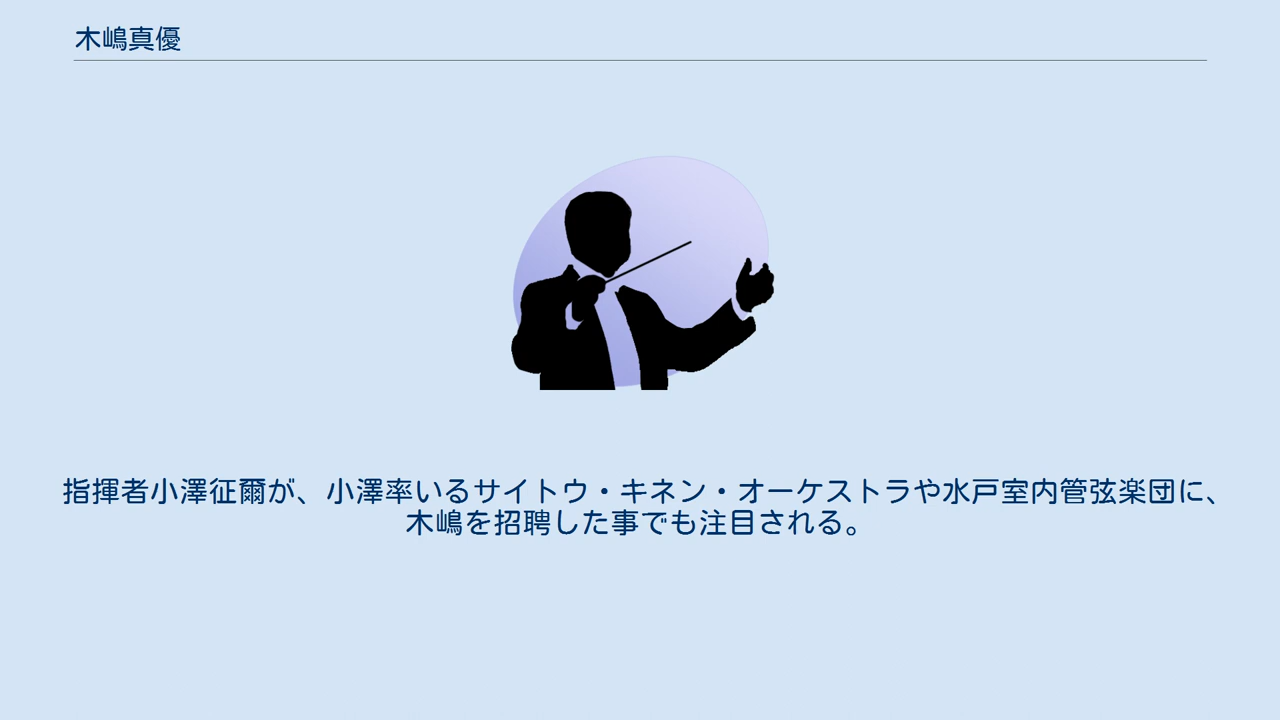 木嶋真優
指揮者小澤征爾が、小澤率いるサイトウ・キネン・オーケストラや水戸室内管弦楽団に、
木嶋を招聘した事でも注目される。